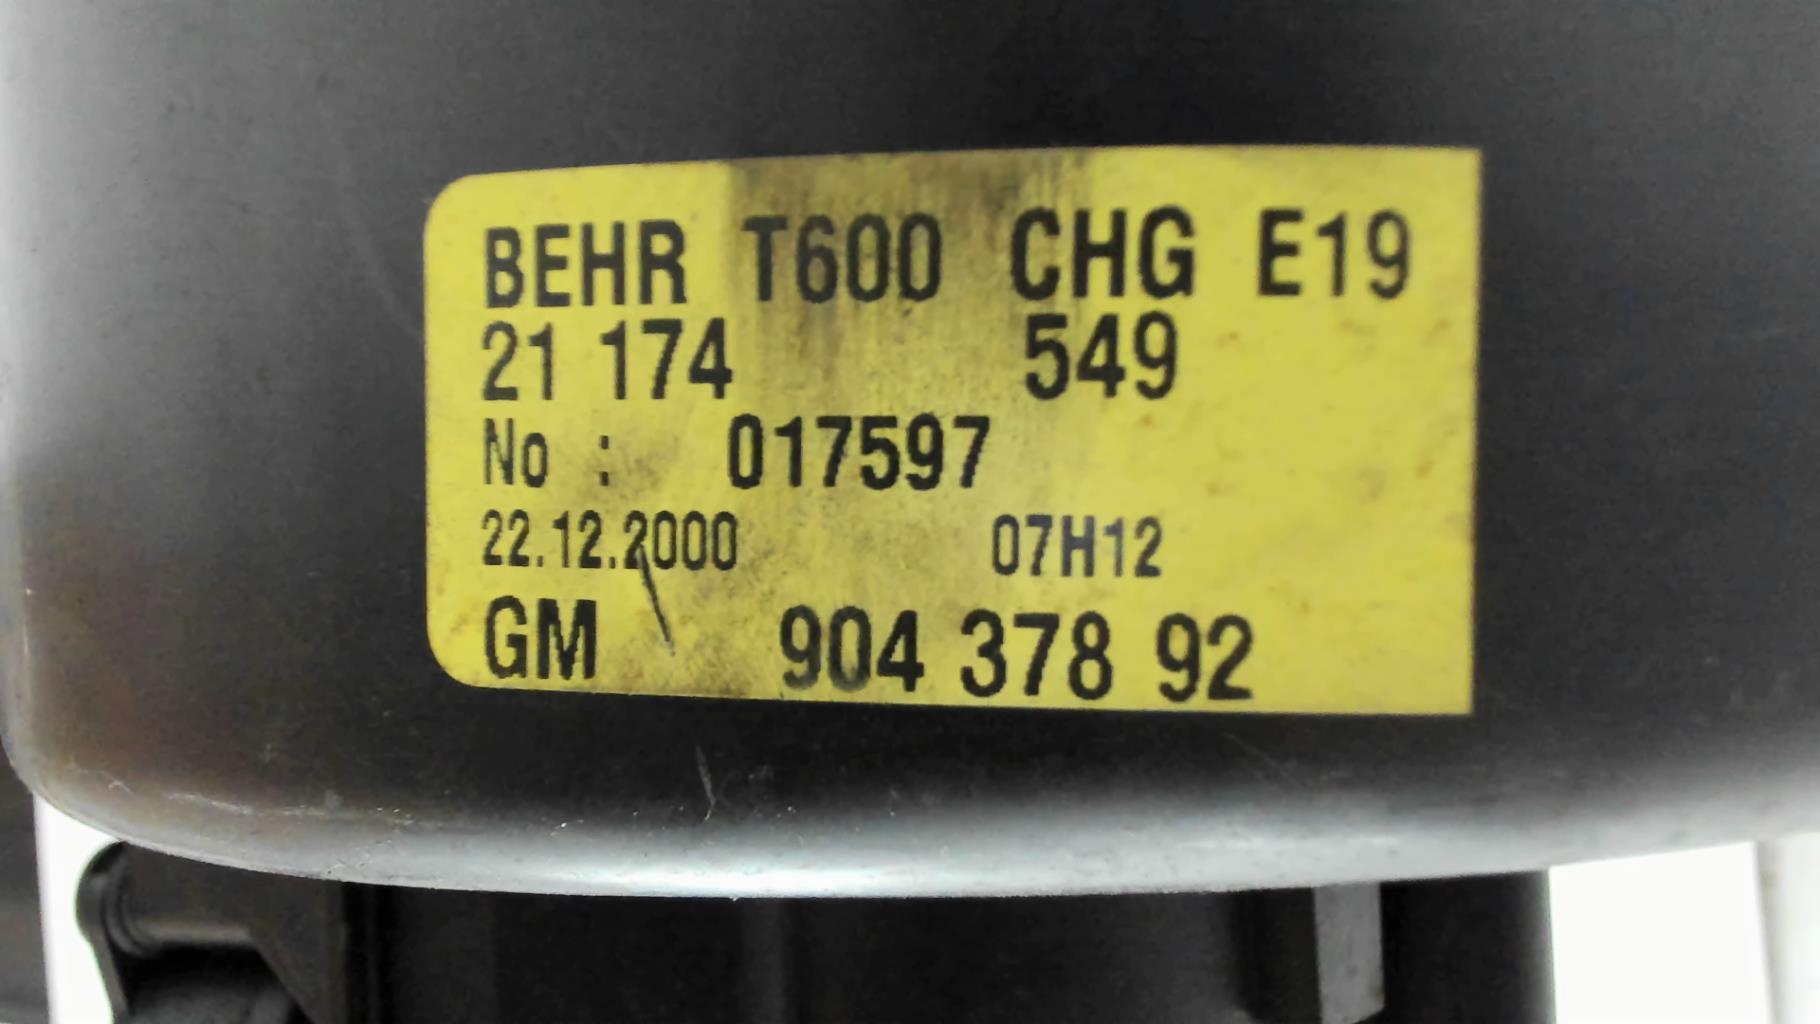 BEHR T600 CHG E19
21 174 549
No : 017597
22.12.2000 07H12
GM 904 378 92